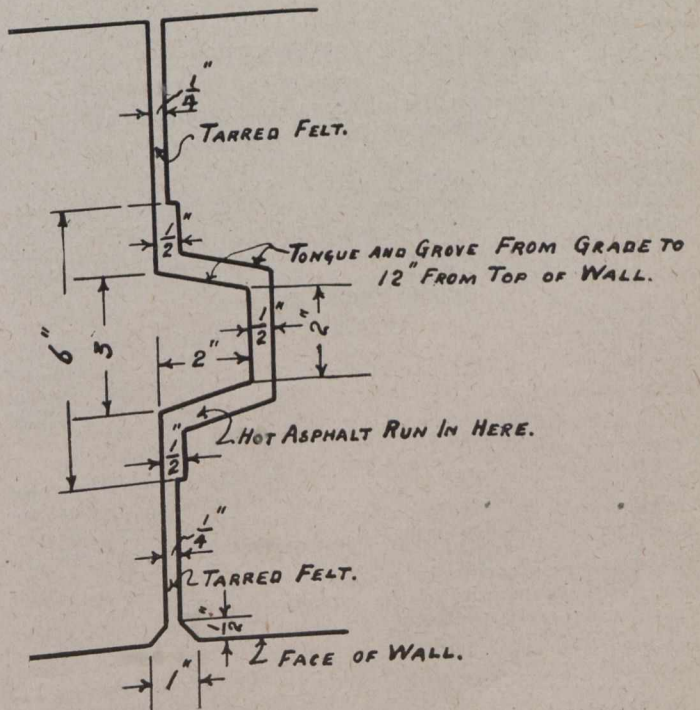 1/4"
TARRED FELT.
1/2"
TONGUE AND GROVE FROM GRADE TO
12" FROM TOP OF WALL.
6"
3
2"
1/2"
2"
HOT ASPHALT RUN IN HERE.
1/2"
1/4"
TARRED FELT.
1/2"
FACE OF WALL.
1"